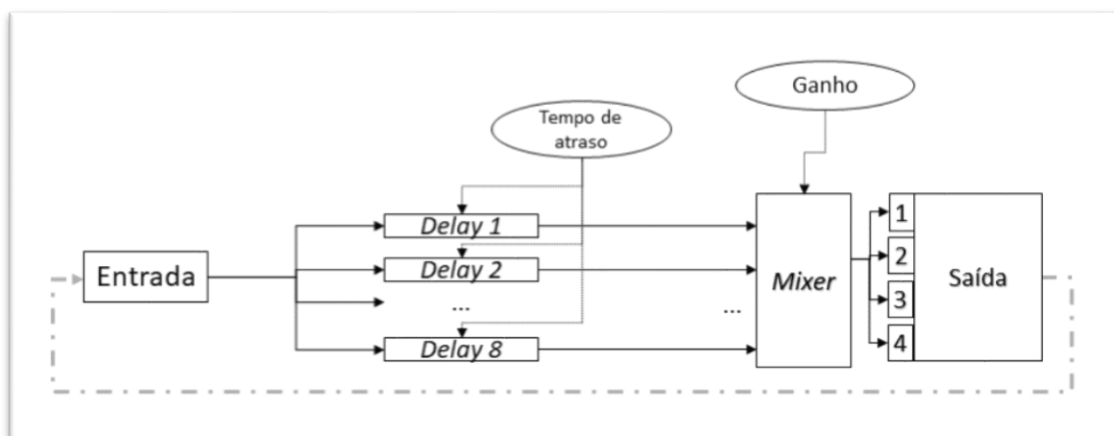 Ganho
Tempo de
atraso
Entrada
Delay 1
Delay 2
...
Delay 8
...
Mixer
1
2
3
4
Saída